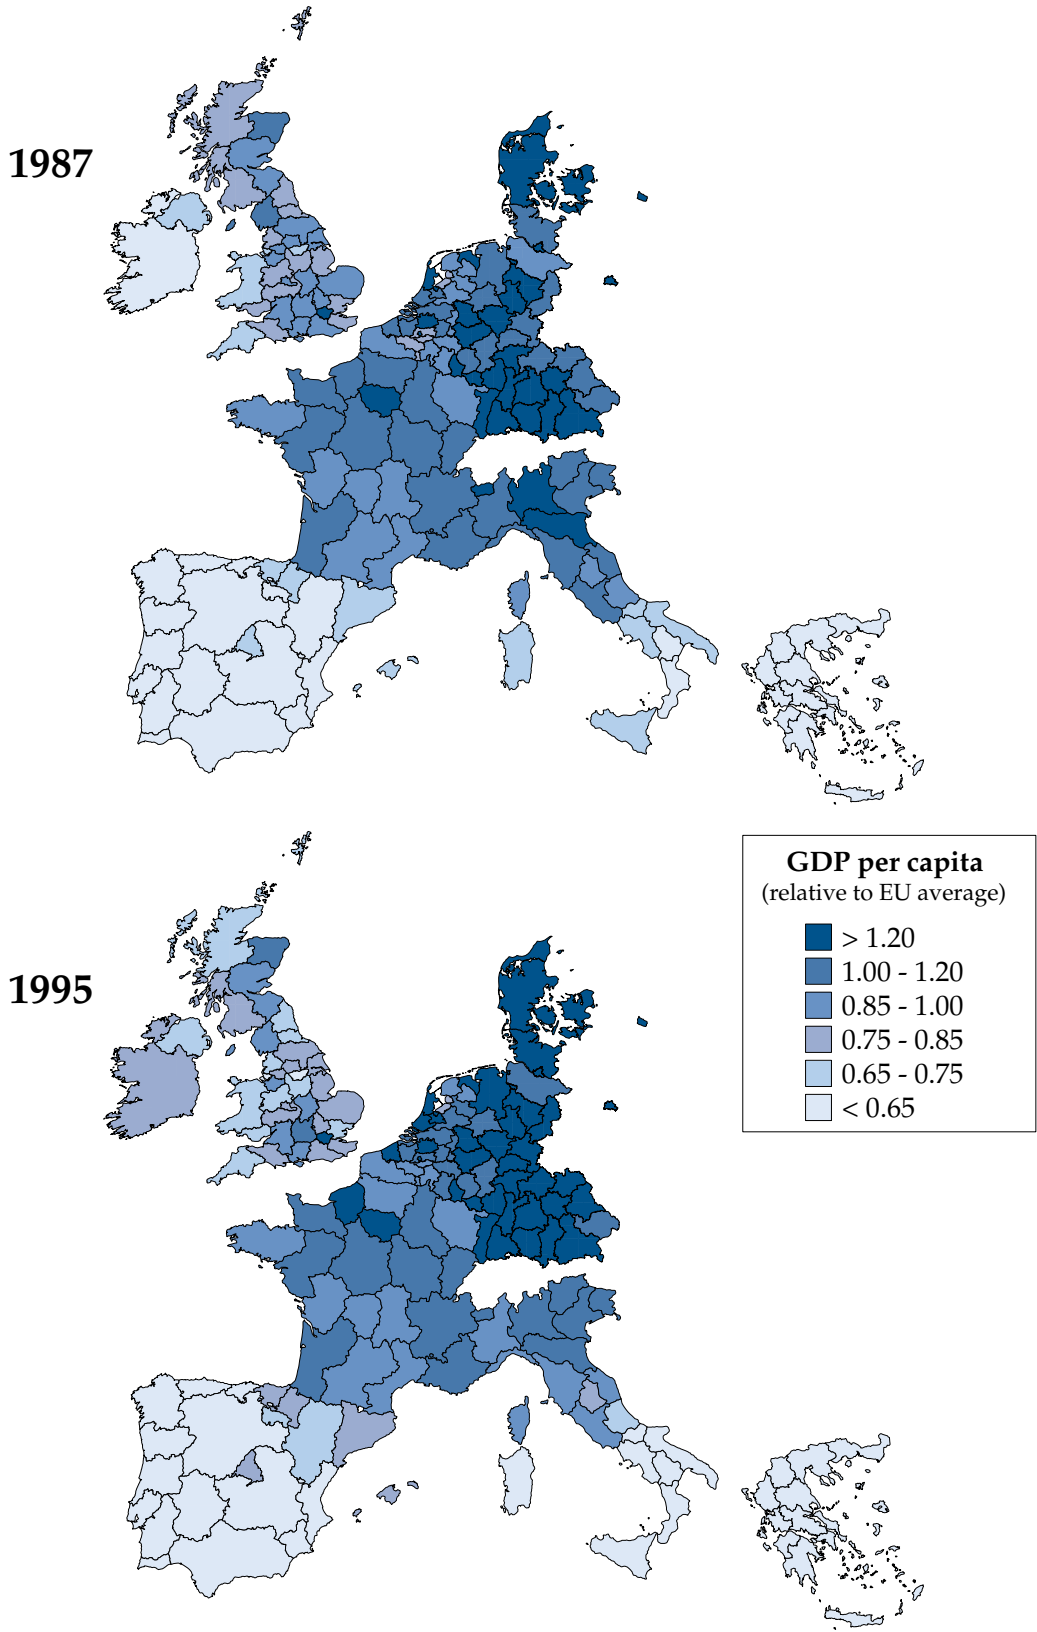 1987
1995
GDP per capita
(relative to EU average)
> 1.20
1.00 - 1.20
0.85 - 1.00
0.75 - 0.85
0.65 - 0.75
< 0.65